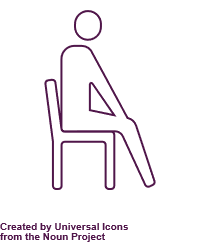 Created by Universal Icons
from the Noun Project